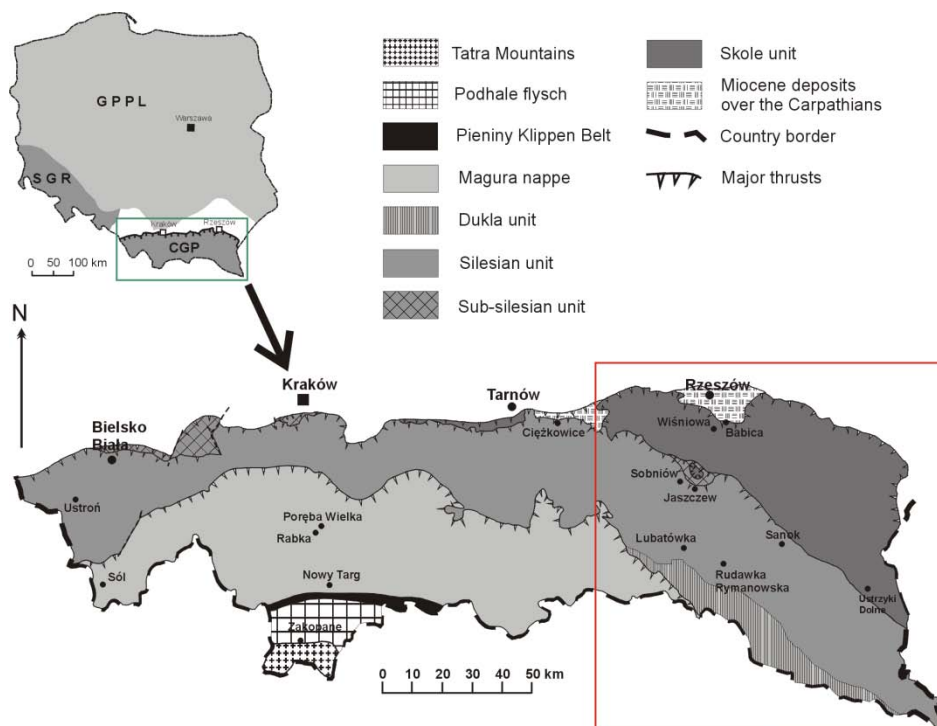 GPPL
Warszawa
SGR
Kraków
Rzeszów
CGP
0 50 100 km
Tatra Mountains
Podhale flysch
Pieniny Klippen Belt
Magura nappe
Dukla unit
Silesian unit
Sub-silesian unit
Skole unit
Miocene deposits
over the Carpathians
Country border
Major thrusts
N
Kraków
Tarnów
Rzeszów
Bielsko
Biała
Ciężkowice
Wiśniowa
Babica
Sobniów
Jaszczew
Ustroń
Poręba Wielka
Rabka
Lubatówka
Sanok
Sól
Nowy Targ
Rudawka
Rymanowska
Ustrzyki
Dolne
Zakopane
0 10 20 30 40 50 km